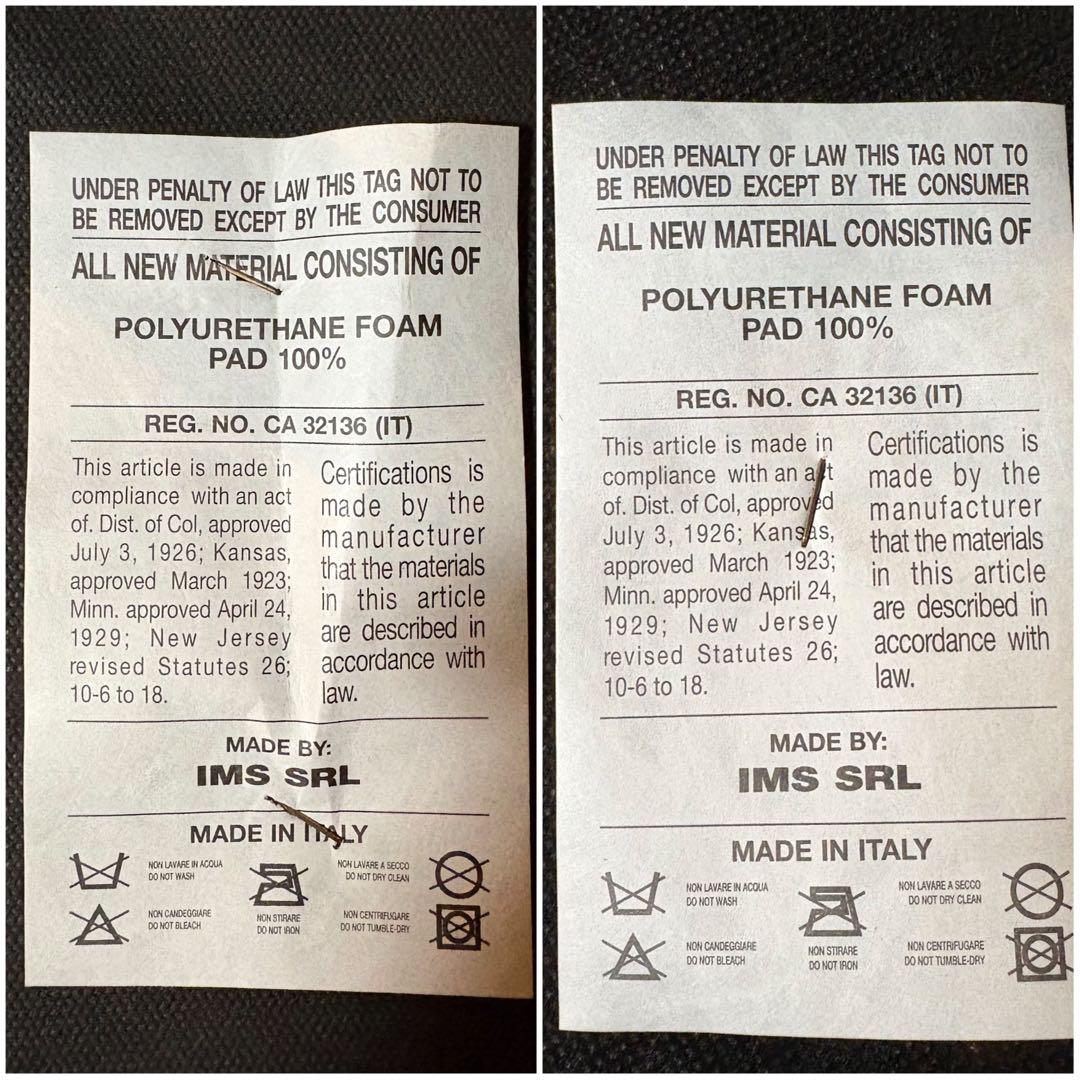 UNDER PENALTY OF LAW THIS TAG NOT TO
BE REMOVED EXCEPT BY THE CONSUMER
ALL NEW MATERIAL CONSISTING OF
POLYURETHANE FOAM
PAD 100%
REG. NO. CA 32136 (IT)
This article is made in
compliance with an act
of. Dist. of Col, approved
July 3, 1926; Kansas,
approved March 1923;
Minn. approved April 24,
1929; New Jersey
revised Statutes 26;
10-6 to 18.
Certifications is
made by the
manufacturer
that the materials
in this article
are described in
accordance with
law.
MADE BY:
IMS SRL
MADE IN ITALY
NON LAVARE IN ACQUA
DO NOT WASH
NON STIRARE
DO NOT IRON
NON LAVARE A SECCO
DO NOT DRY CLEAN
NON CANDEGGIARE
DO NOT BLEACH
NON CENTRIFUGARE
DO NOT TUMBLE-DRY
UNDER PENALTY OF LAW THIS TAG NOT TO
BE REMOVED EXCEPT BY THE CONSUMER
ALL NEW MATERIAL CONSISTING OF
POLYURETHANE FOAM
PAD 100%
REG. NO. CA 32136 (IT)
This article is made in
compliance with an act
of. Dist. of Col, approved
July 3, 1926; Kansas,
approved March 1923;
Minn. approved April 24,
1929; New Jersey
revised Statutes 26;
10-6 to 18.
Certifications is
made by the
manufacturer
that the materials
in this article
are described in
accordance with
law.
MADE BY:
IMS SRL
MADE IN ITALY
NON LAVARE IN ACQUA
DO NOT WASH
NON STIRARE
DO NOT IRON
NON LAVARE A SECCO
DO NOT DRY CLEAN
NON CANDEGGIARE
DO NOT BLEACH
NON CENTRIFUGARE
DO NOT TUMBLE-DRY